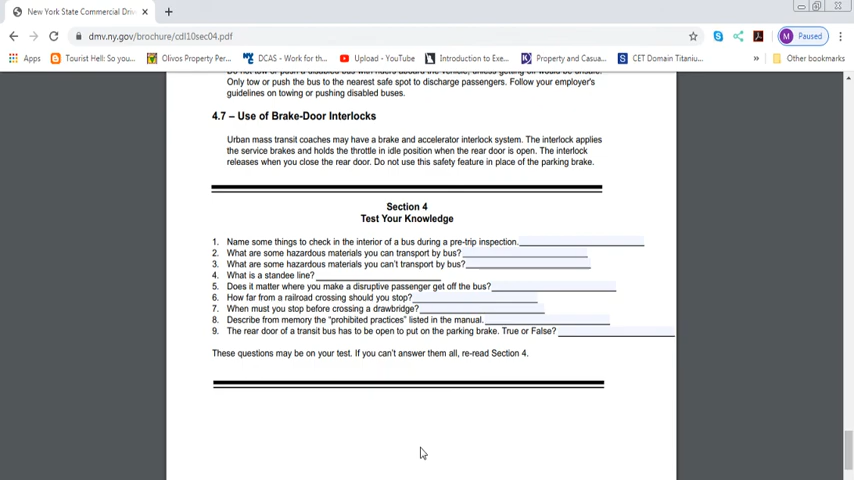 New York State Commercial Driv
dmv.ny.gov/brochure/cdl10sec04.pdf
M Paused
Apps Tourist Hell: So you... Olivos Property Ma... DCAS - Work for th... Upload - YouTube Introduction to Exe... Property and Casua... CET Domain Titaniu... » Other bookmarks
Only tow or push the bus to the nearest safe spot to discharge passengers. Follow your employer's
guidelines on towing or pushing disabled buses.
4.7 – Use of Brake-Door Interlocks
Urban mass transit coaches may have a brake and accelerator interlock system. The interlock applies
the service brakes and holds the throttle in idle position when the rear door is open. The interlock
releases when you close the rear door. Do not use this safety feature in place of the parking brake.
Section 4
Test Your Knowledge
1. Name some things to check in the interior of a bus during a pre-trip inspection.
2. What are some hazardous materials you can transport by bus?
3. What are some hazardous materials you can't transport by bus?
4. What is a standee line?
5. Does it matter where you make a disruptive passenger get off the bus?
6. How far from a railroad crossing should you stop?
7. When must you stop before crossing a drawbridge?
8. Describe from memory the “prohibited practices” listed in the manual.
9. The rear door of a transit bus has to be open to put on the parking brake. True or False?
These questions may be on your test. If you can't answer them all, re-read Section 4.